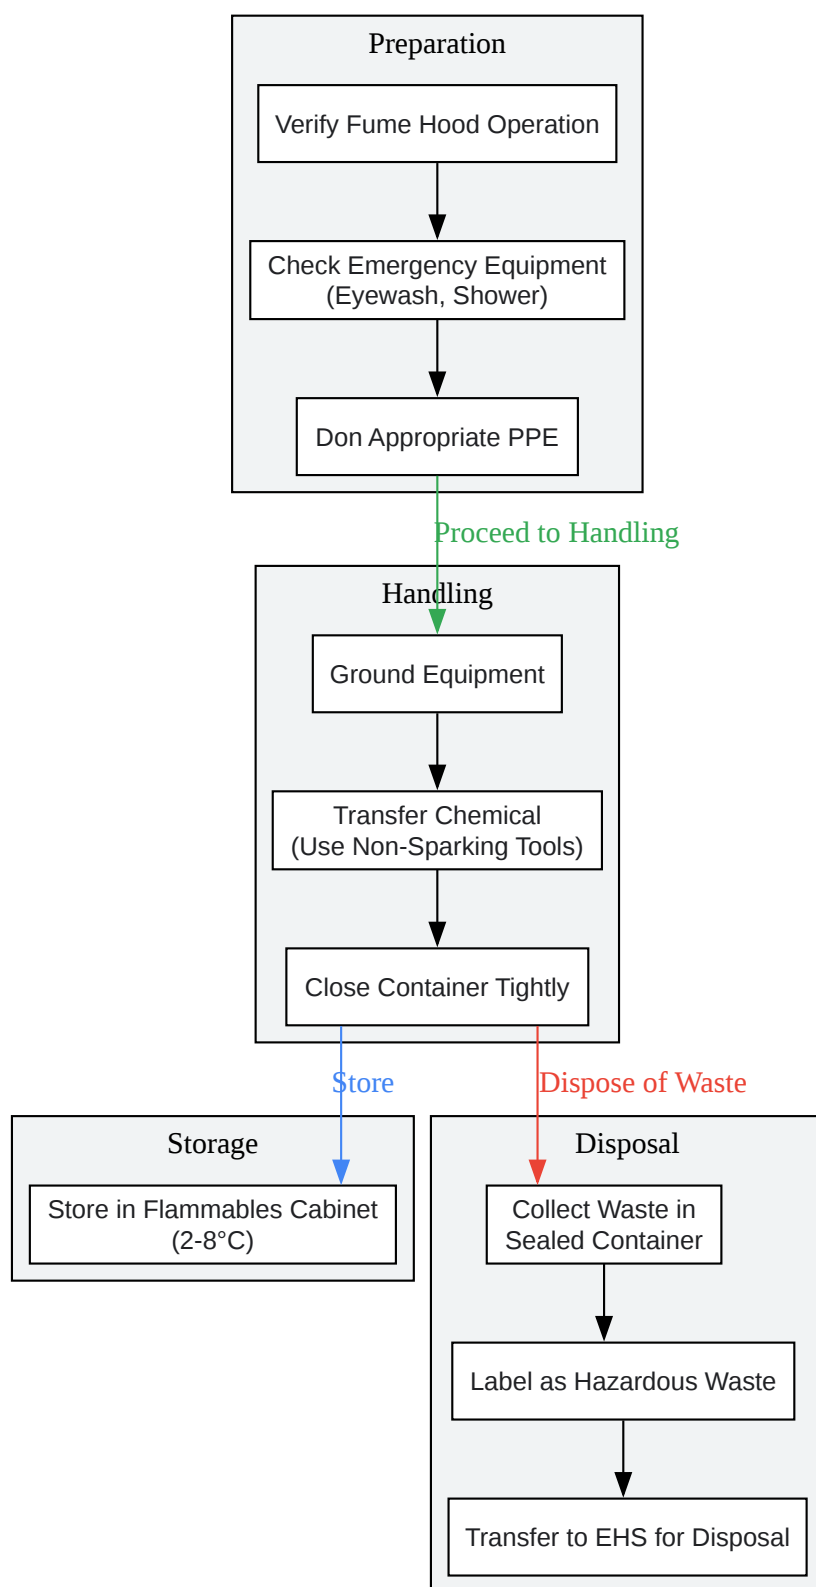 Preparation
Verify Fume Hood Operation
Check Emergency Equipment
(Eyewash, Shower)
Don Appropriate PPE
Proceed to Handling
Handling
Ground Equipment
Transfer Chemical
(Use Non-Sparking Tools)
Close Container Tightly
Store
Dispose of Waste
Storage
Store in Flammables Cabinet
(2-8°C)
Disposal
Collect Waste in
Sealed Container
Label as Hazardous Waste
Transfer to EHS for Disposal